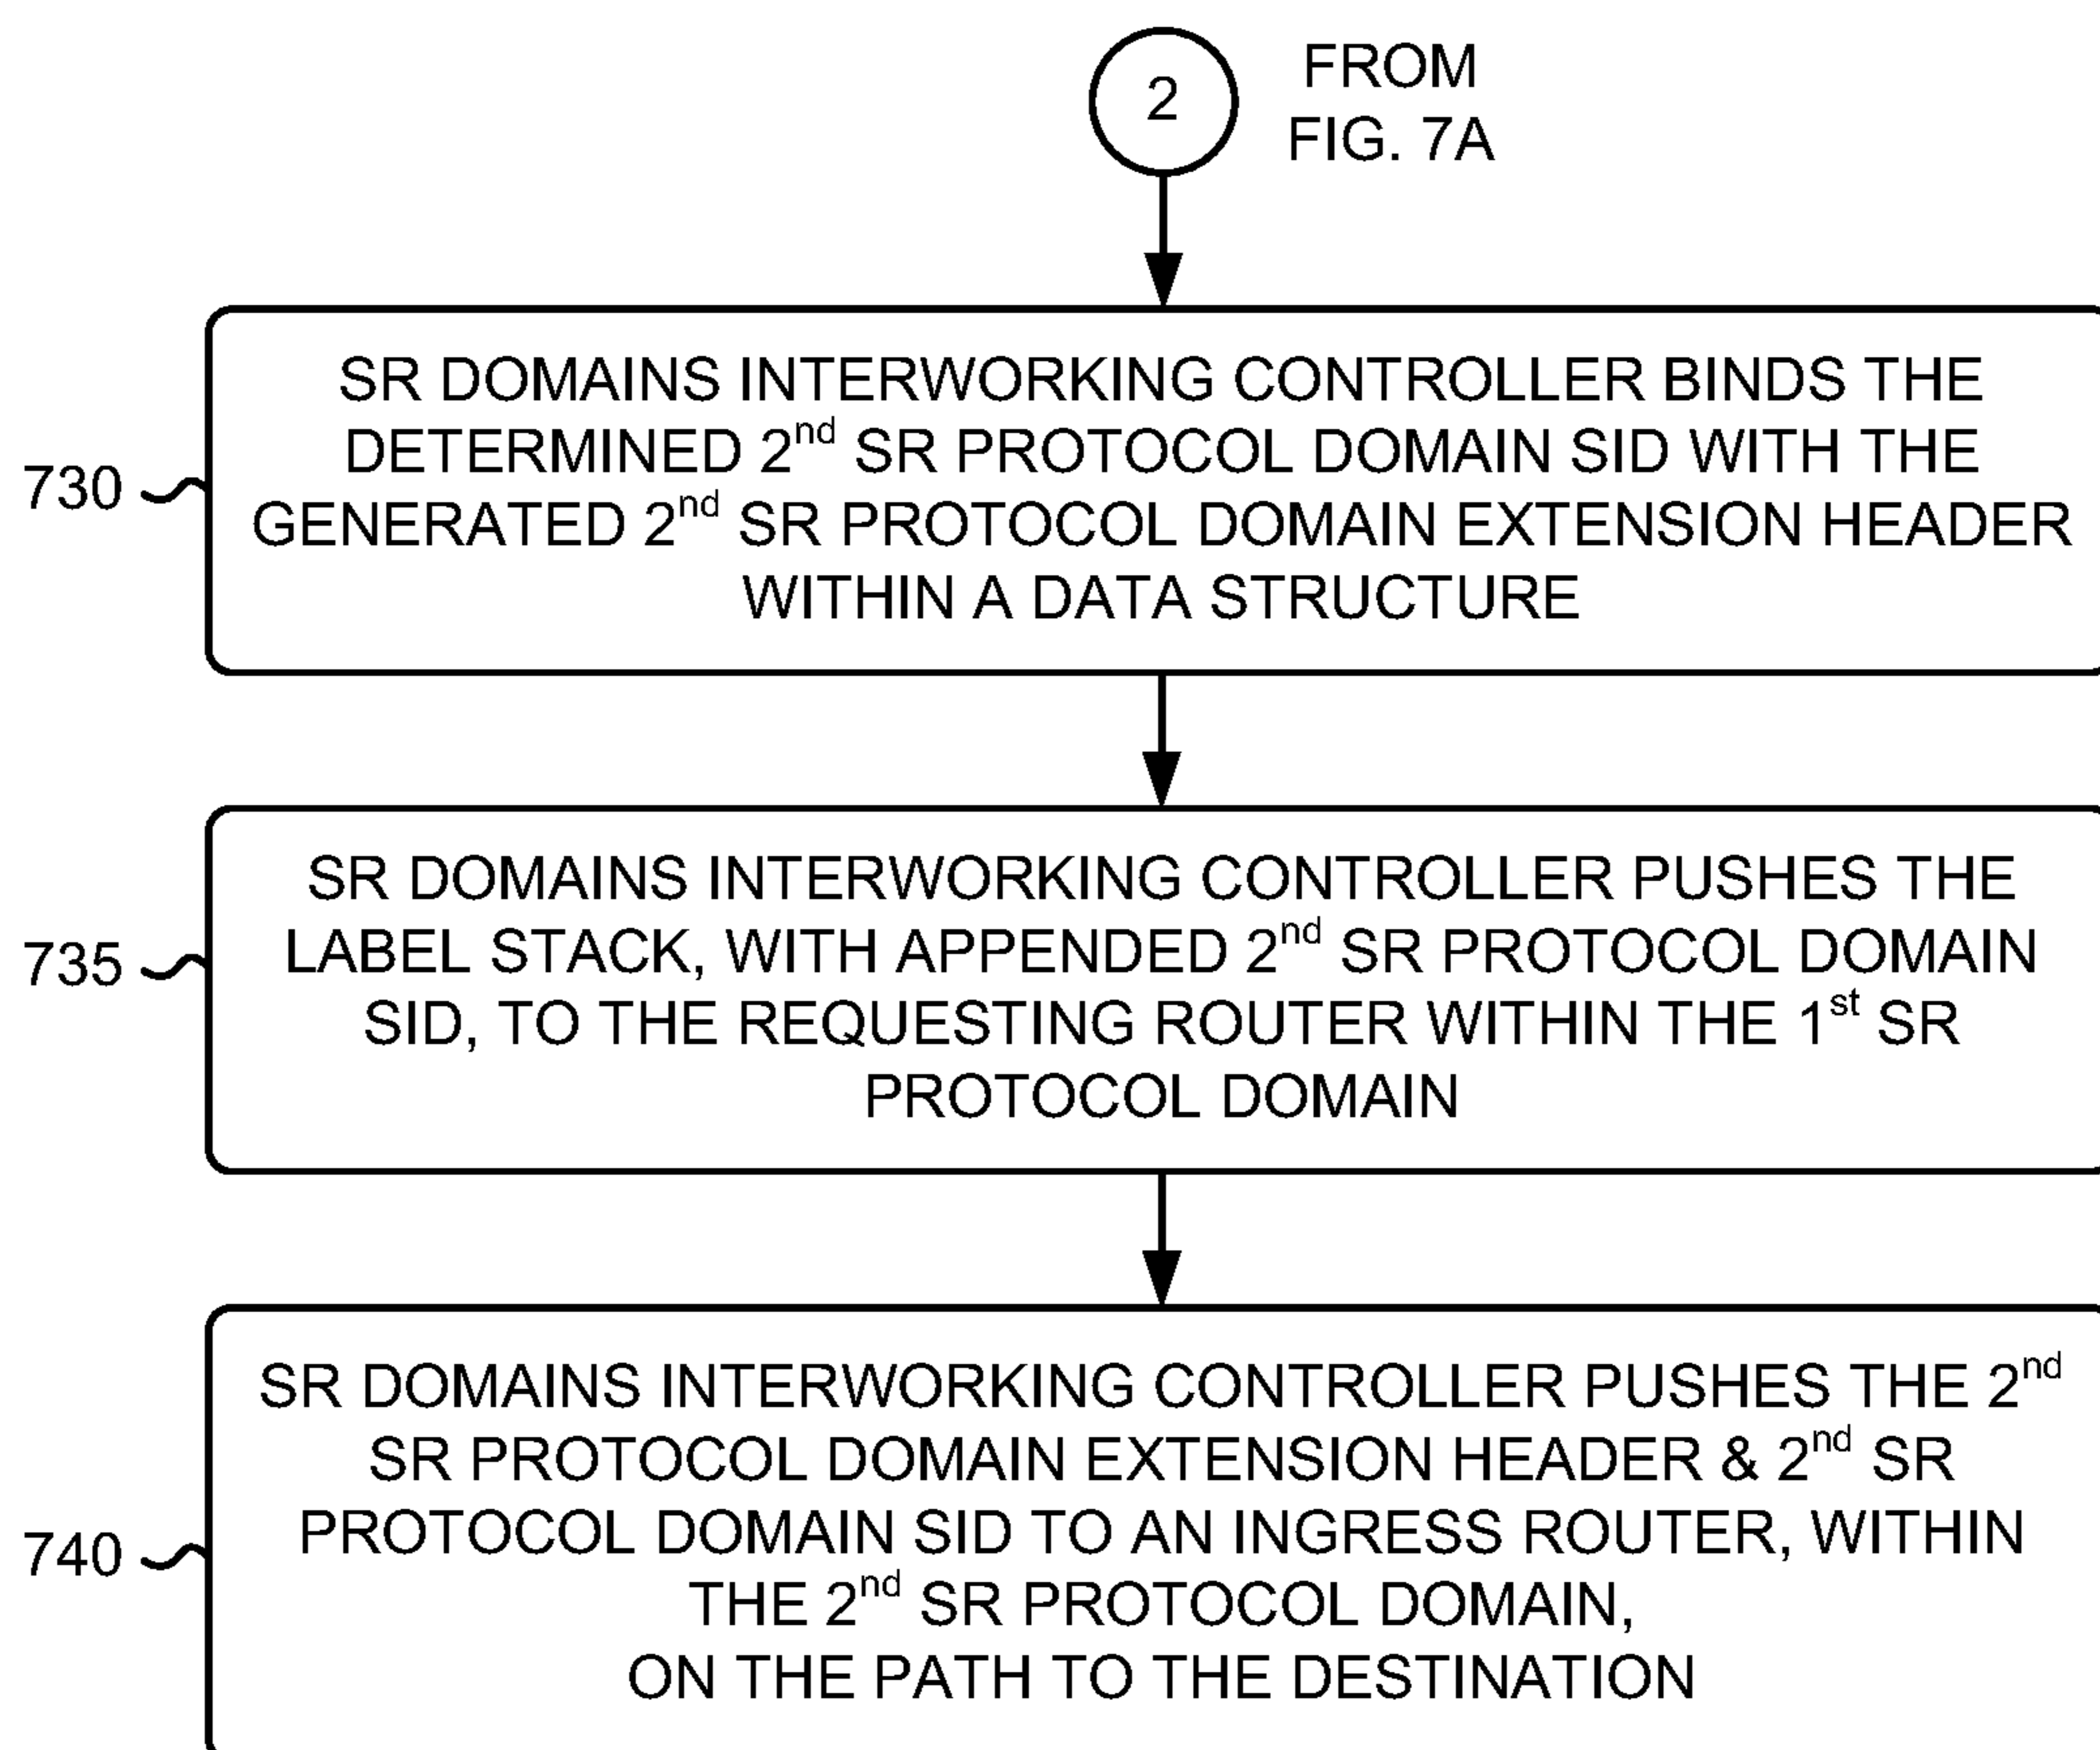 2
FROM
FIG. 7A
SR DOMAINS INTERWORKING CONTROLLER BINDS THE
DETERMINED 2nd SR PROTOCOL DOMAIN SID WITH THE
GENERATED 2nd SR PROTOCOL DOMAIN EXTENSION HEADER
WITHIN A DATA STRUCTURE
730
SR DOMAINS INTERWORKING CONTROLLER PUSHES THE
LABEL STACK, WITH APPENDED 2nd SR PROTOCOL DOMAIN
SID, TO THE REQUESTING ROUTER WITHIN THE 1st SR
PROTOCOL DOMAIN
735
SR DOMAINS INTERWORKING CONTROLLER PUSHES THE 2nd
SR PROTOCOL DOMAIN EXTENSION HEADER & 2nd SR
PROTOCOL DOMAIN SID TO AN INGRESS ROUTER, WITHIN
THE 2nd SR PROTOCOL DOMAIN,
ON THE PATH TO THE DESTINATION
740